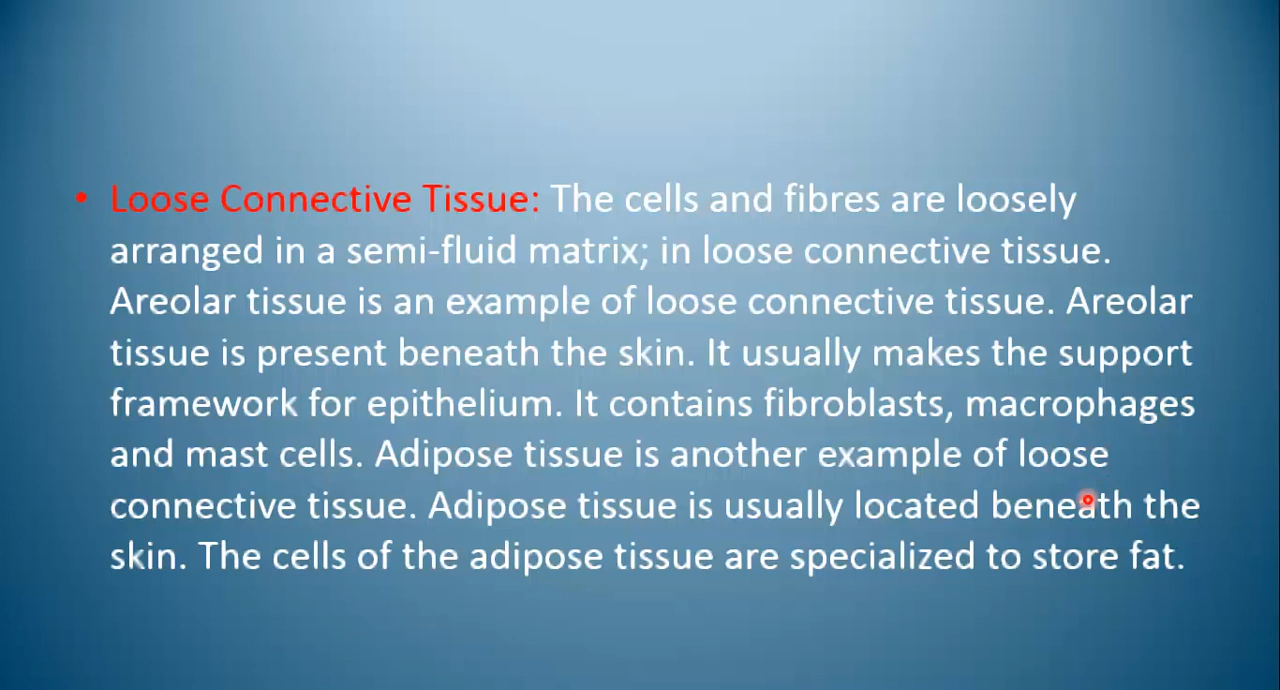 • Loose Connective Tissue: The cells and fibres are loosely
arranged in a semi-fluid matrix; in loose connective tissue.
Areolar tissue is an example of loose connective tissue. Areolar
tissue is present beneath the skin. It usually makes the support
framework for epithelium. It contains fibroblasts, macrophages
and mast cells. Adipose tissue is another example of loose
connective tissue. Adipose tissue is usually located beneath the
skin. The cells of the adipose tissue are specialized to store fat.